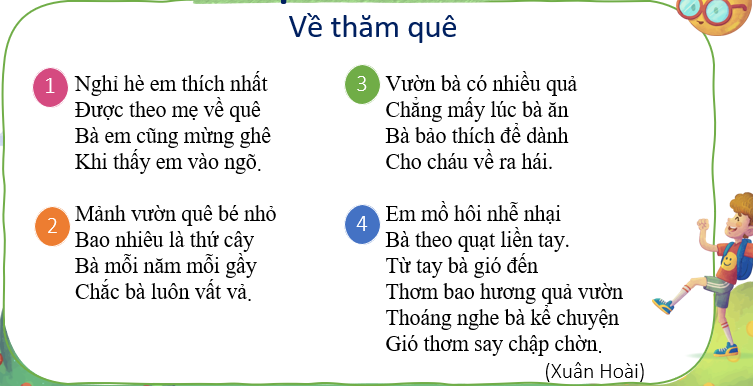 Về thăm quê
1
Nghỉ hè em thích nhất
Được theo mẹ về quê
Bà em cũng mừng ghê
Khi thấy em vào ngõ.
2
Mảnh vườn quê bé nhỏ
Bao nhiêu là thứ cây
Bà mỗi năm mỗi gầy
Chắc bà luôn vất vả.
3
Vườn bà có nhiều quả
Chẳng mấy lúc bà ăn
Bà bảo thích để dành
Cho cháu về ra hái.
4
Em mồ hôi nhễ nhại
Bà theo quạt liền tay.
Từ tay bà gió đến
Thơm bao hương quả vườn
Thoáng nghe bà kể chuyện
Gió thơm say chập chờn.
(Xuân Hoài)